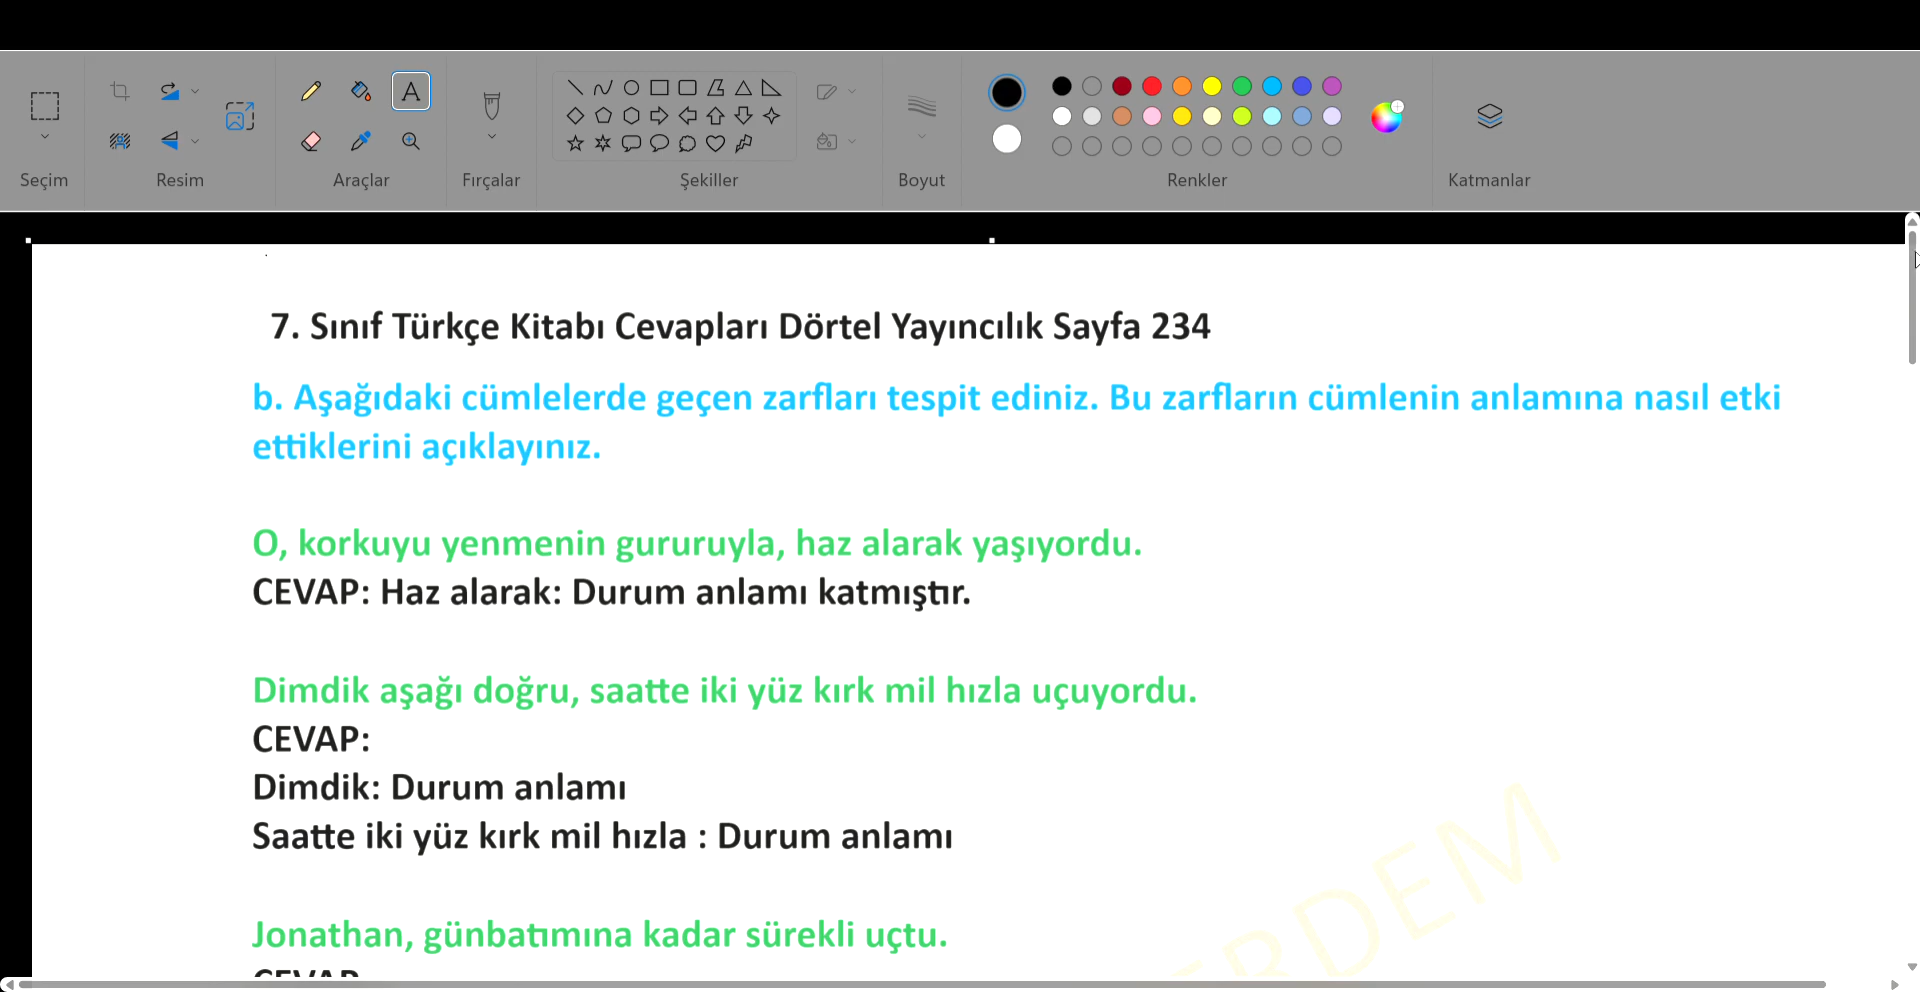 A
Seçim
Resim
Araçlar
Fırçalar
Şekiller
Boyut
Renkler
Katmanlar
7. Sınıf Türkçe Kitabı Cevapları Dörtel Yayıncılık Sayfa 234
b. Aşağıdaki cümlelerde geçen zarfları tespit ediniz. Bu zarfların cümlenin anlamına nasıl etki
ettiklerini açıklayınız.
O, korkuyu yenmenin gururuyla, haz alarak yaşıyordu.
CEVAP: Haz alarak: Durum anlamı katmıştır.
Dimdik aşağı doğru, saatte iki yüz kırk mil hızla uçuyordu.
CEVAP:
Dimdik: Durum anlamı
Saatte iki yüz kırk mil hızla : Durum anlamı
Jonathan, günbatımına kadar sürekli uçtu.
CEVAP